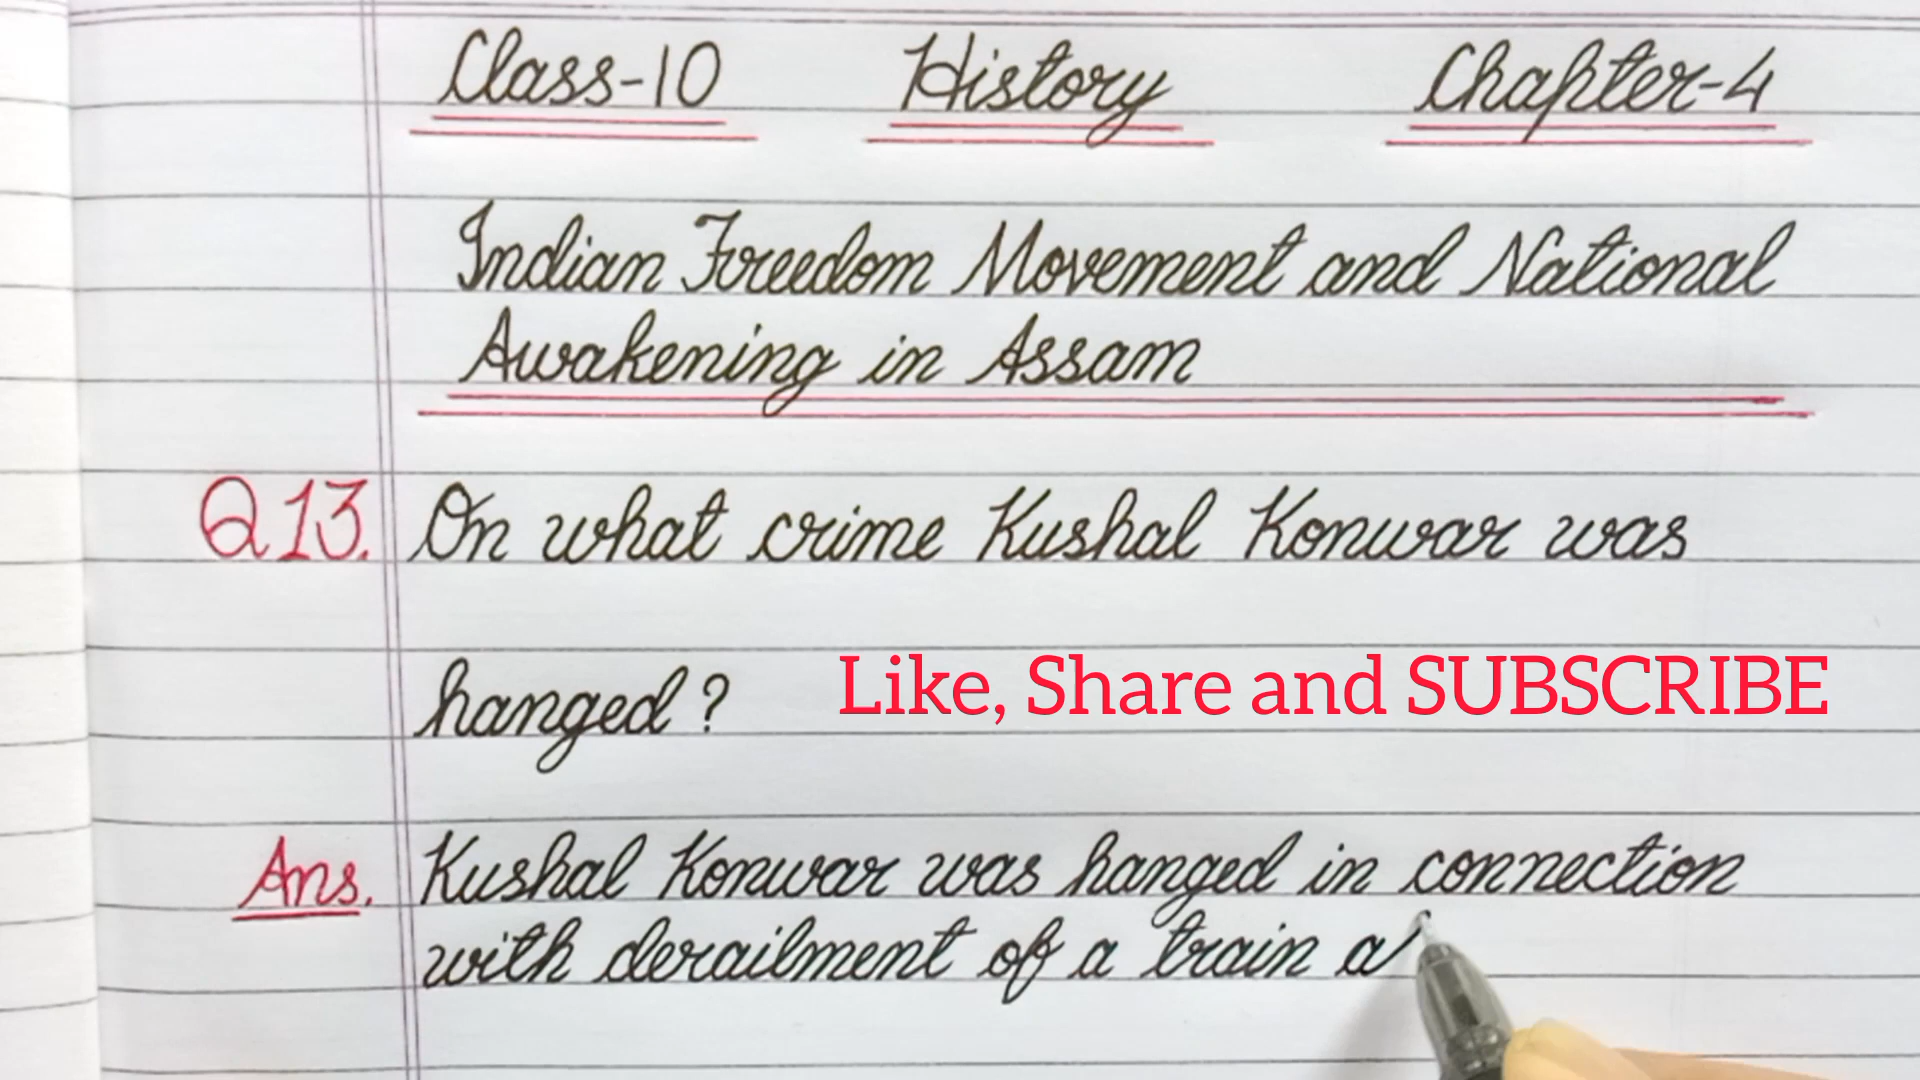 Class-10 History Chapter-4
Indian Freedom Movement and National
Awakening in Assam
Q13. On what crime Kushal Konwar was
hanged? Like, Share and SUBSCRIBE
Ans. Kushal Konwar was hanged in connection
with derailment of a train a